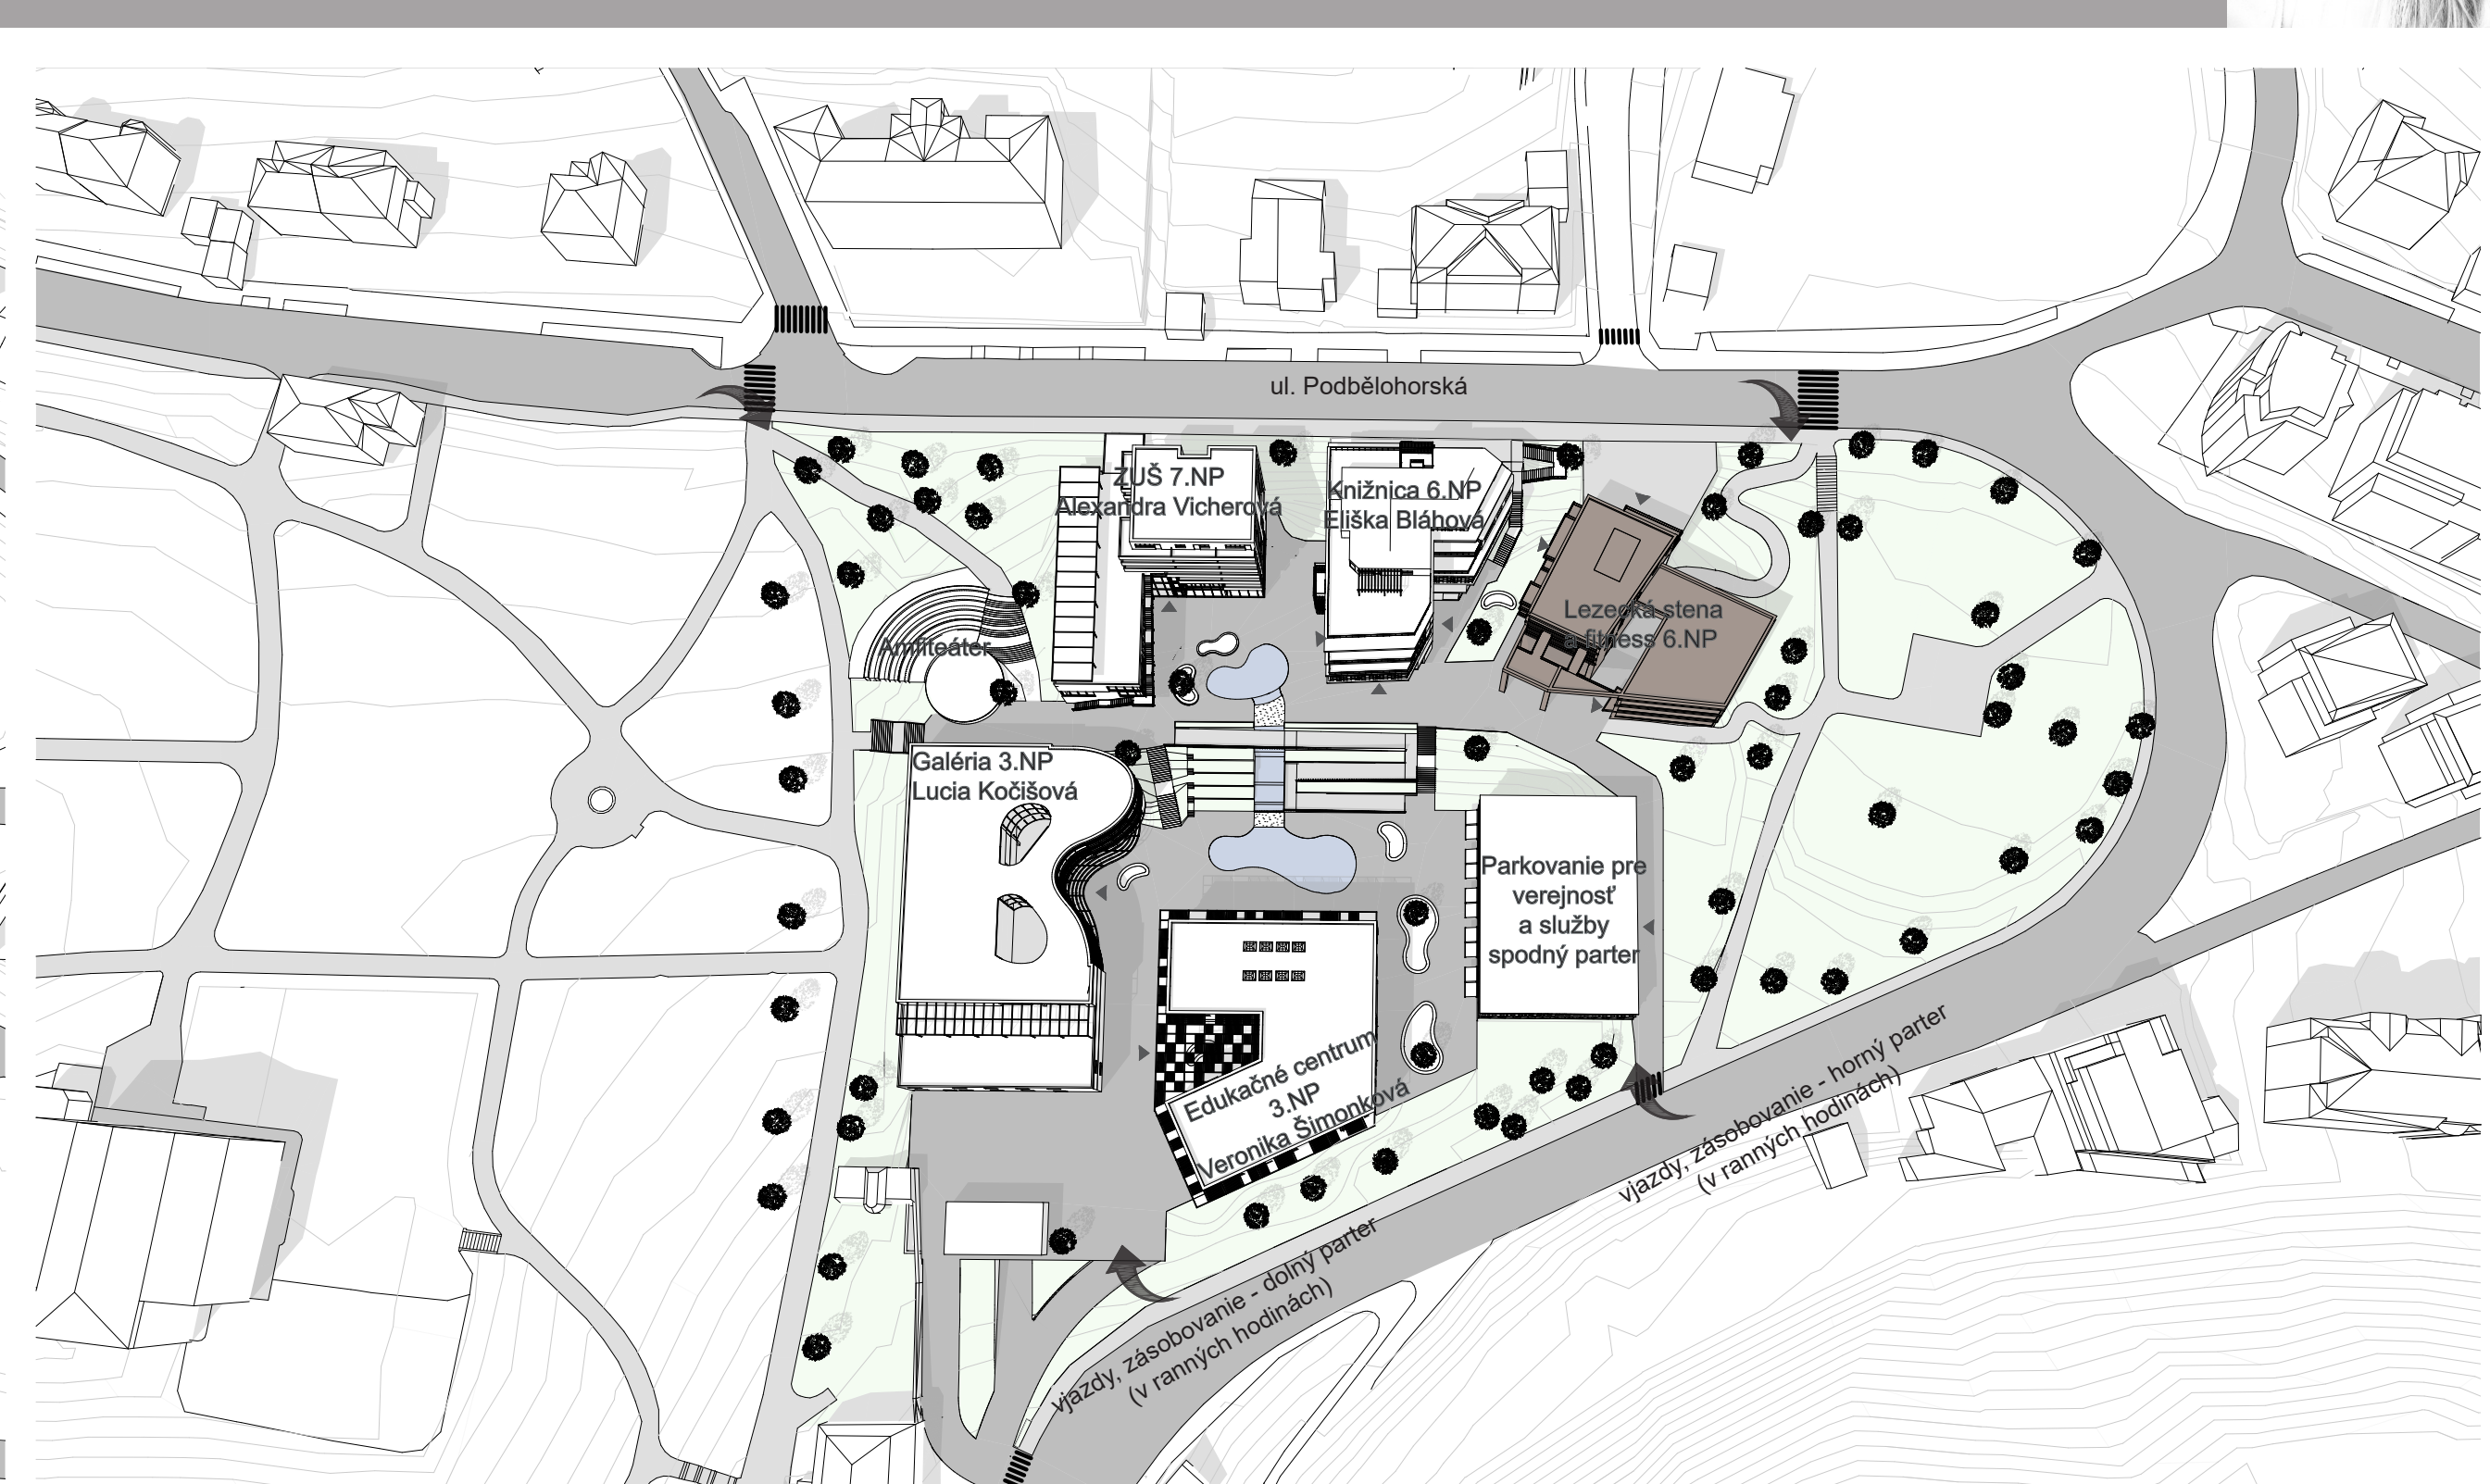 ul. Podbělohorská
ZUŠ 7.NP
Alexandra Vicherová
Knižnica 6.NP
Eliška Bláhová
Lezecká stena
a fitness 6.NP
Amfiteáter
Galéria 3.NP
Lucia Kočišová
Parkovanie pre
verejnosť
a služby
spodný parter
Edukačné centrum
3.NP
Veronika Šimonková
vjazdy, zásobovanie - horný parter
(v ranných hodinách)
vjazdy, zásobovanie - dolný parter
(v ranných hodinách)